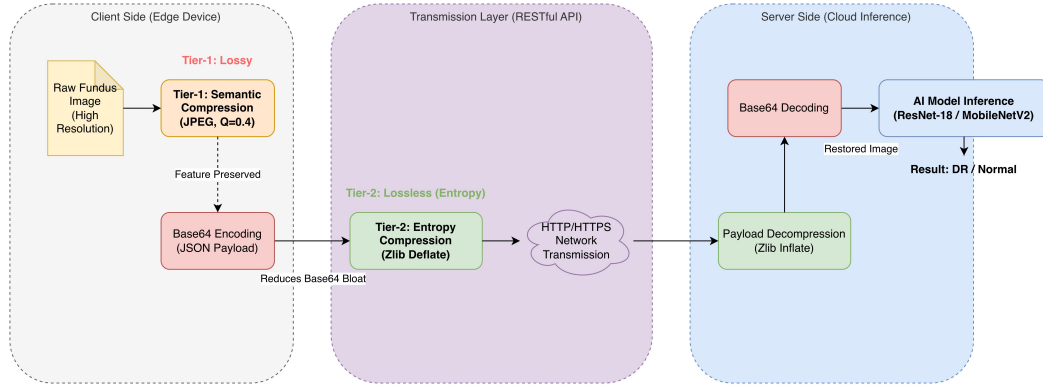 Client Side (Edge Device)
Tier-1: Lossy
Raw Fundus
Image
(High
Resolution)
Tier-1: Semantic
Compression
(JPEG, Q=0.4)
Feature Preserved
Base64 Encoding
(JSON Payload)
Reduces Base64 Bloat
Transmission Layer (RESTful API)
Tier-2: Lossless (Entropy)
Tier-2: Entropy
Compression
(Zlib Deflate)
HTTP/HTTPS
Network
Transmission
Server Side (Cloud Inference)
Base64 Decoding
AI Model Inference
(ResNet-18 / MobileNetV2)
Restored Image
Result: DR / Normal
Payload Decompression
(Zlib Inflate)